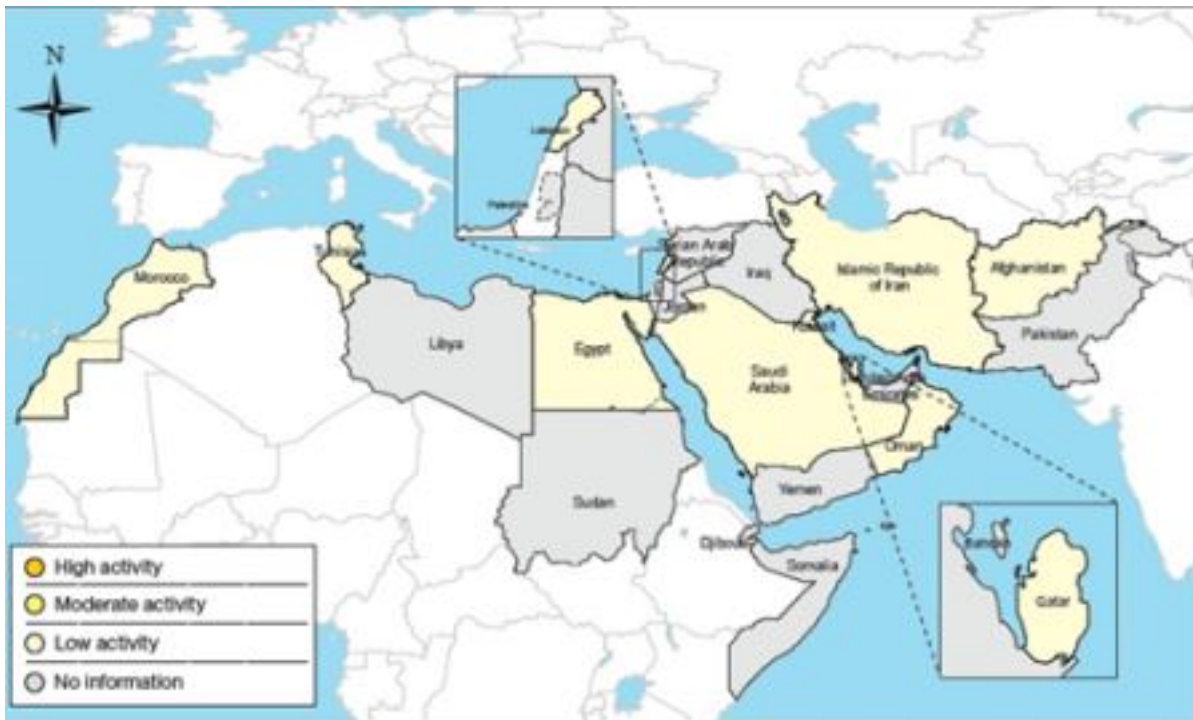 N
Lebanon
Palestine
Morocco
Tunisia
Libya
Egypt
Syrian Arab
Republic
Iraq
Jordan
Islamic Republic
of Iran
Afghanistan
Pakistan
Kuwait
Saudi
Arabia
Emirates
Oman
Yemen
Sudan
Djibouti
Somalia
Bahrain
Qatar
High activity
Moderate activity
Low activity
No information